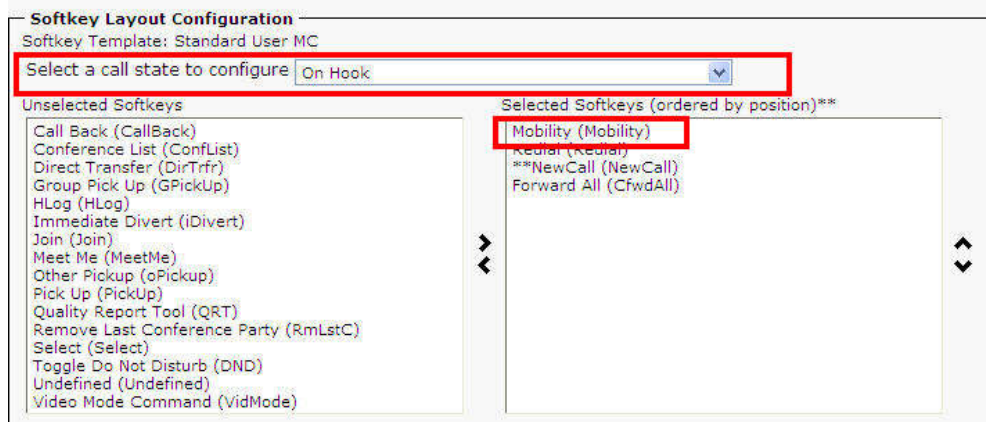 Softkey Layout Configuration
Softkey Template: Standard User MC
Select a call state to configure On Hook
Unselected Softkeys
Call Back (CallBack)
Conference List (ConfList)
Direct Transfer (DirTrfr)
Group Pick Up (GPickUp)
HLog (HLog)
Immediate Divert (iDivert)
Join (Join)
Meet Me (MeetMe)
Other Pickup (oPickup)
Pick Up (PickUp)
Quality Report Tool (QRT)
Remove Last Conference Party (RmLstC)
Select (Select)
Toggle Do Not Disturb (DND)
Undefined (Undefined)
Video Mode Command (VidMode)
Selected Softkeys (ordered by position)**
Mobility (Mobility)
Redial (Redial)
**NewCall (NewCall)
Forward All (CfwdAll)